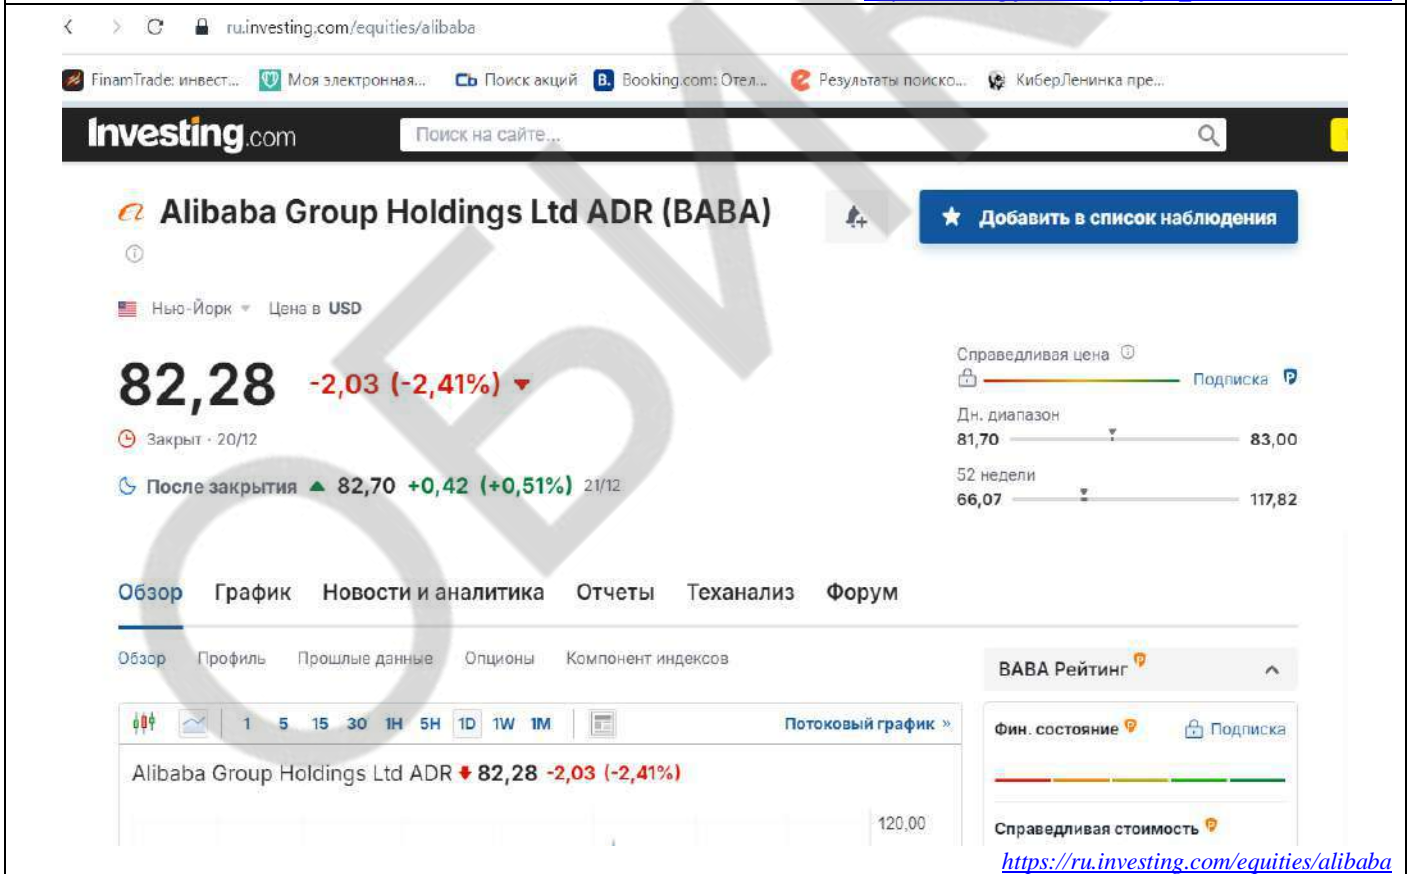 ru.investing.com/equities/alibaba
FinamTrade: инвест... Моя электронная... Сь Поиск акций B. Booking.com: Отел... Результаты поиско... КиберЛенинка пре...
Investing.com Поиск на сайте...
Alibaba Group Holdings Ltd ADR (BABA) Добавить в список наблюдения
Нью-Йорк Цена в USD
82,28 -2,03 (-2,41%)
Закрыт · 20/12
После закрытия 82,70 +0,42 (+0,51%) 21/12
Справедливая цена
Подписка
Дн. диапазон
81,70 83,00
52 недели
66,07 117,82
Обзор График Новости и аналитика Отчеты Теханализ Форум
Обзор Профиль Прошлые данные Опционы Компонент индексов
1 5 15 30 1H 5H 1D 1W 1M Потоковый график »
Alibaba Group Holdings Ltd ADR 82,28 -2,03 (-2,41%)
120,00
BABA Рейтинг
Фин. состояние Подписка
Справедливая стоимость
https://ru.investing.com/equities/alibaba